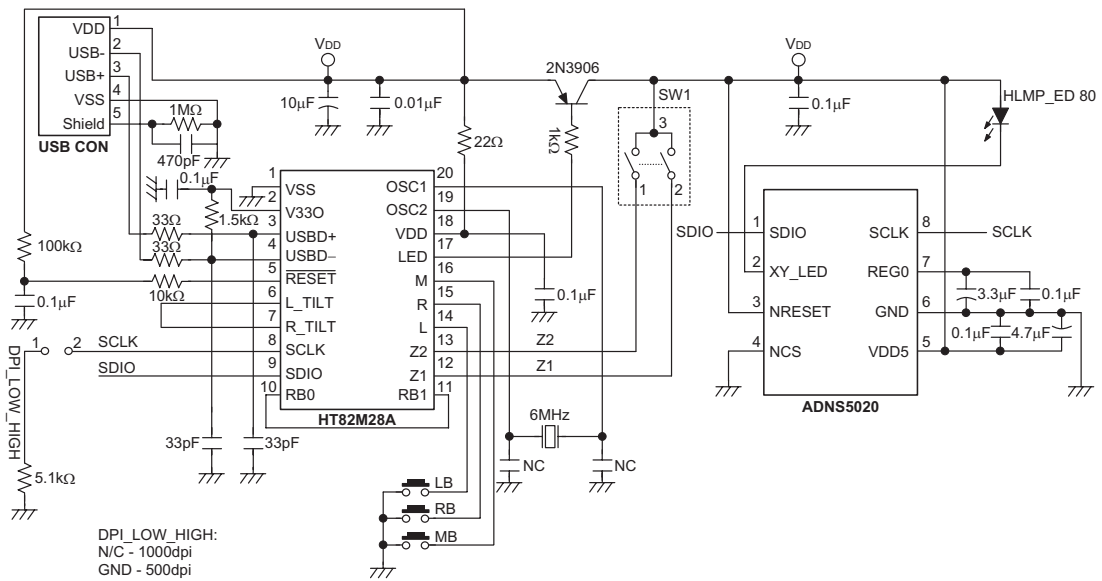 VDD 1
USB- 2
USB+ 3
VSS 4
Shield 5
USB CON
1MΩ
470pF
VDD
10μF
0.01μF
22Ω
2N3906
1kΩ
SW1
3
1
2
VDD
0.1μF
HLMP_ED 80
0.1μF
1.5kΩ
33Ω
33Ω
100kΩ
10kΩ
0.1μF
1 VSS
2 V33O
3 USBD+
4 USBD–
5 RESET
6 L_TILT
7 R_TILT
8 SCLK
9 SDIO
10 RB0
20 OSC1
19 OSC2
18 VDD
17 LED
16 M
15 R
14 L
13 Z2
12 Z1
11 RB1
HT82M28A
0.1μF
Z2
Z1
SCLK
SDIO
1
2
DPI_LOW_HIGH
5.1kΩ
33pF
33pF
6MHz
NC
NC
LB
RB
MB
SDIO
1 SDIO
2 XY_LED
3 NRESET
4 NCS
SCLK 8
REG0 7
GND 6
VDD5 5
SCLK
ADNS5020
3.3μF
0.1μF
0.1μF
4.7μF
DPI_LOW_HIGH:
N/C - 1000dpi
GND - 500dpi